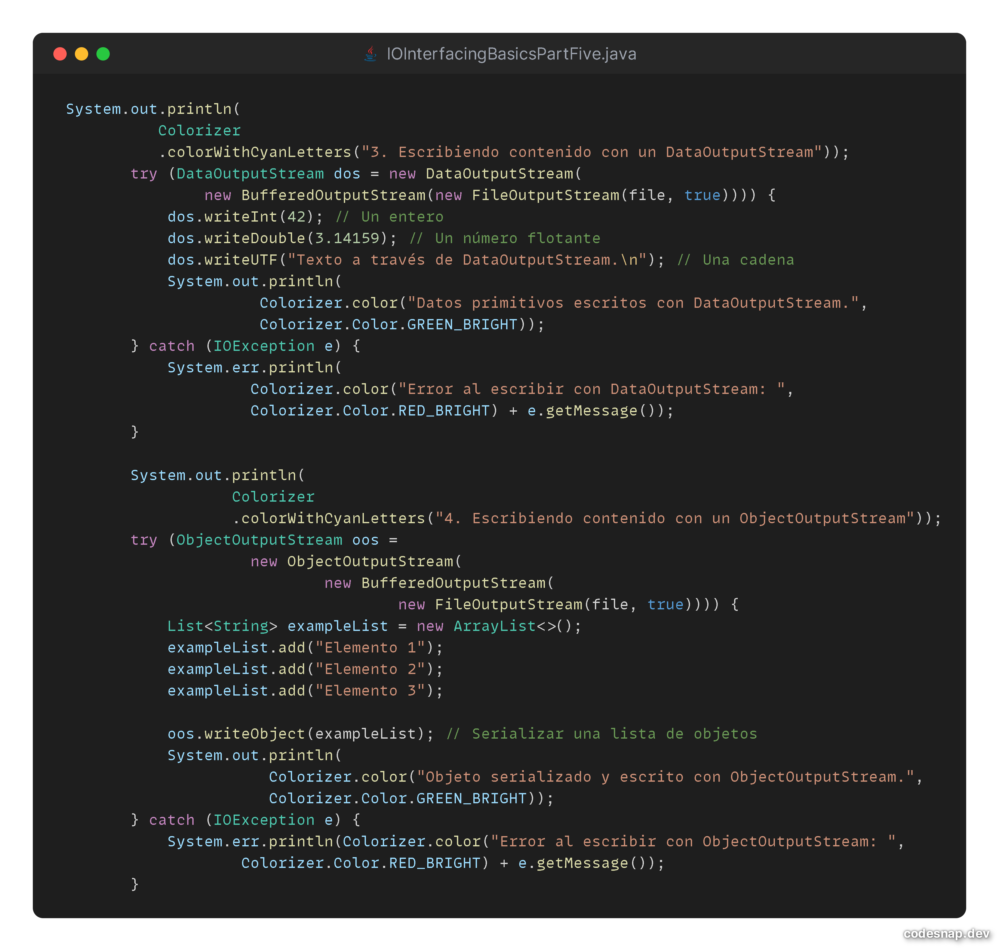 IOInterfacingBasicsPartFive.java
System.out.println(
Colorizer
.colorWithCyanLetters("3. Escribiendo contenido con un DataOutputStream"));
try (DataOutputStream dos = new DataOutputStream(
new BufferedOutputStream(new FileOutputStream(file, true)))) {
dos.writeInt(42); // Un entero
dos.writeDouble(3.14159); // Un número flotante
dos.writeUTF("Texto a través de DataOutputStream.\n"); // Una cadena
System.out.println(
Colorizer.color("Datos primitivos escritos con DataOutputStream.",
Colorizer.Color.GREEN_BRIGHT));
} catch (IOException e) {
System.err.println(
Colorizer.color("Error al escribir con DataOutputStream: ",
Colorizer.Color.RED_BRIGHT) + e.getMessage());
}
System.out.println(
Colorizer
.colorWithCyanLetters("4. Escribiendo contenido con un ObjectOutputStream"));
try (ObjectOutputStream oos =
new ObjectOutputStream(
new BufferedOutputStream(
new FileOutputStream(file, true)))) {
List<String> exampleList = new ArrayList<>();
exampleList.add("Elemento 1");
exampleList.add("Elemento 2");
exampleList.add("Elemento 3");
oos.writeObject(exampleList); // Serializar una lista de objetos
System.out.println(
Colorizer.color("Objeto serializado y escrito con ObjectOutputStream.",
Colorizer.Color.GREEN_BRIGHT));
} catch (IOException e) {
System.err.println(Colorizer.color("Error al escribir con ObjectOutputStream: ",
Colorizer.Color.RED_BRIGHT) + e.getMessage());
}
codesnap.dev